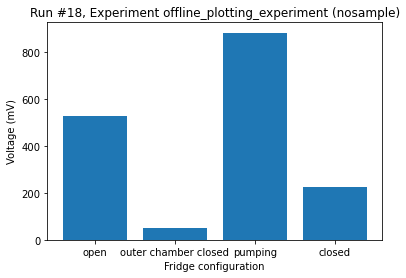 Run #18, Experiment offline_plotting_experiment (nosample)
Voltage (mV)
800
600
400
200
0
open outer chamber closed pumping closed
Fridge configuration